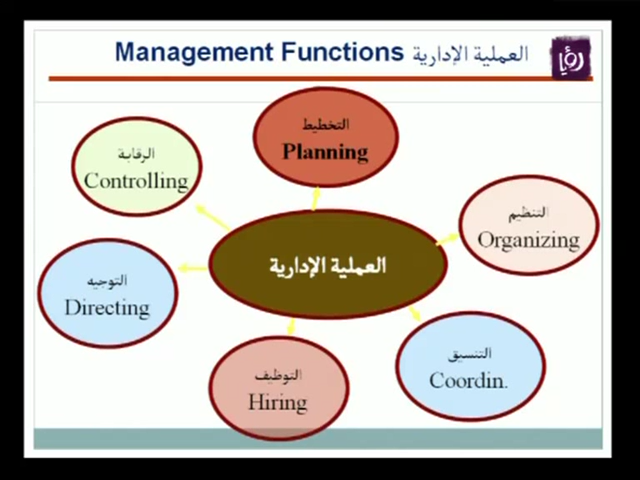 Management Functions العملية الإدارية
رؤيا
التخطيط
Planning
الرقابة
Controlling
التنظيم
Organizing
العملية الإدارية
التوجيه
Directing
التنسيق
Coordin.
التوظيف
Hiring